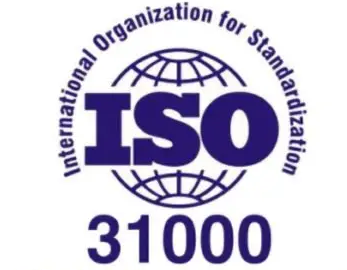 International Organization for Standardization
ISO
31000